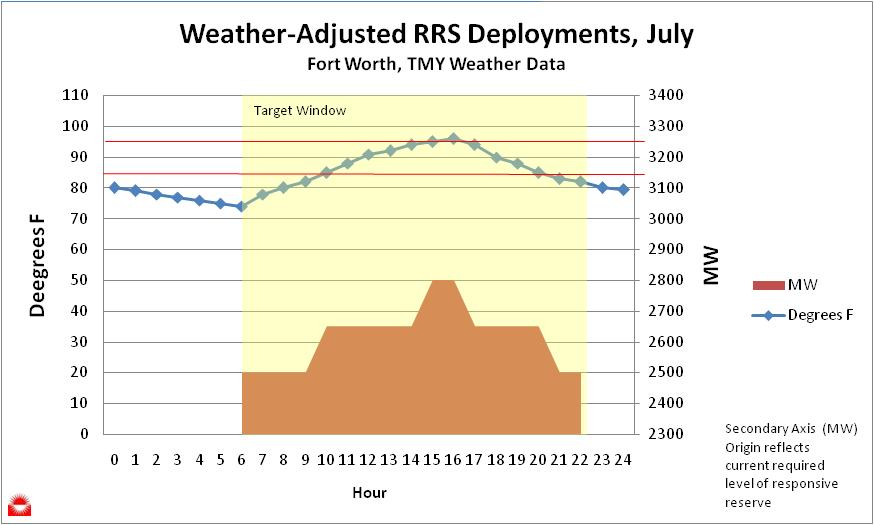 Weather-Adjusted RRS Deployments, July
Fort Worth, TMY Weather Data
Target Window
110
100
90
80
70
60
50
40
30
20
10
0
Deegrees F
3400
3300
3200
3100
3000
2900
2800
2700
2600
2500
2400
2300
MW
0 1 2 3 4 5 6 7 8 9 10 11 12 13 14 15 16 17 18 19 20 21 22 23 24
Hour
MW
Degrees F
Secondary Axis (MW)
Origin reflects
current required
level of responsive
reserve